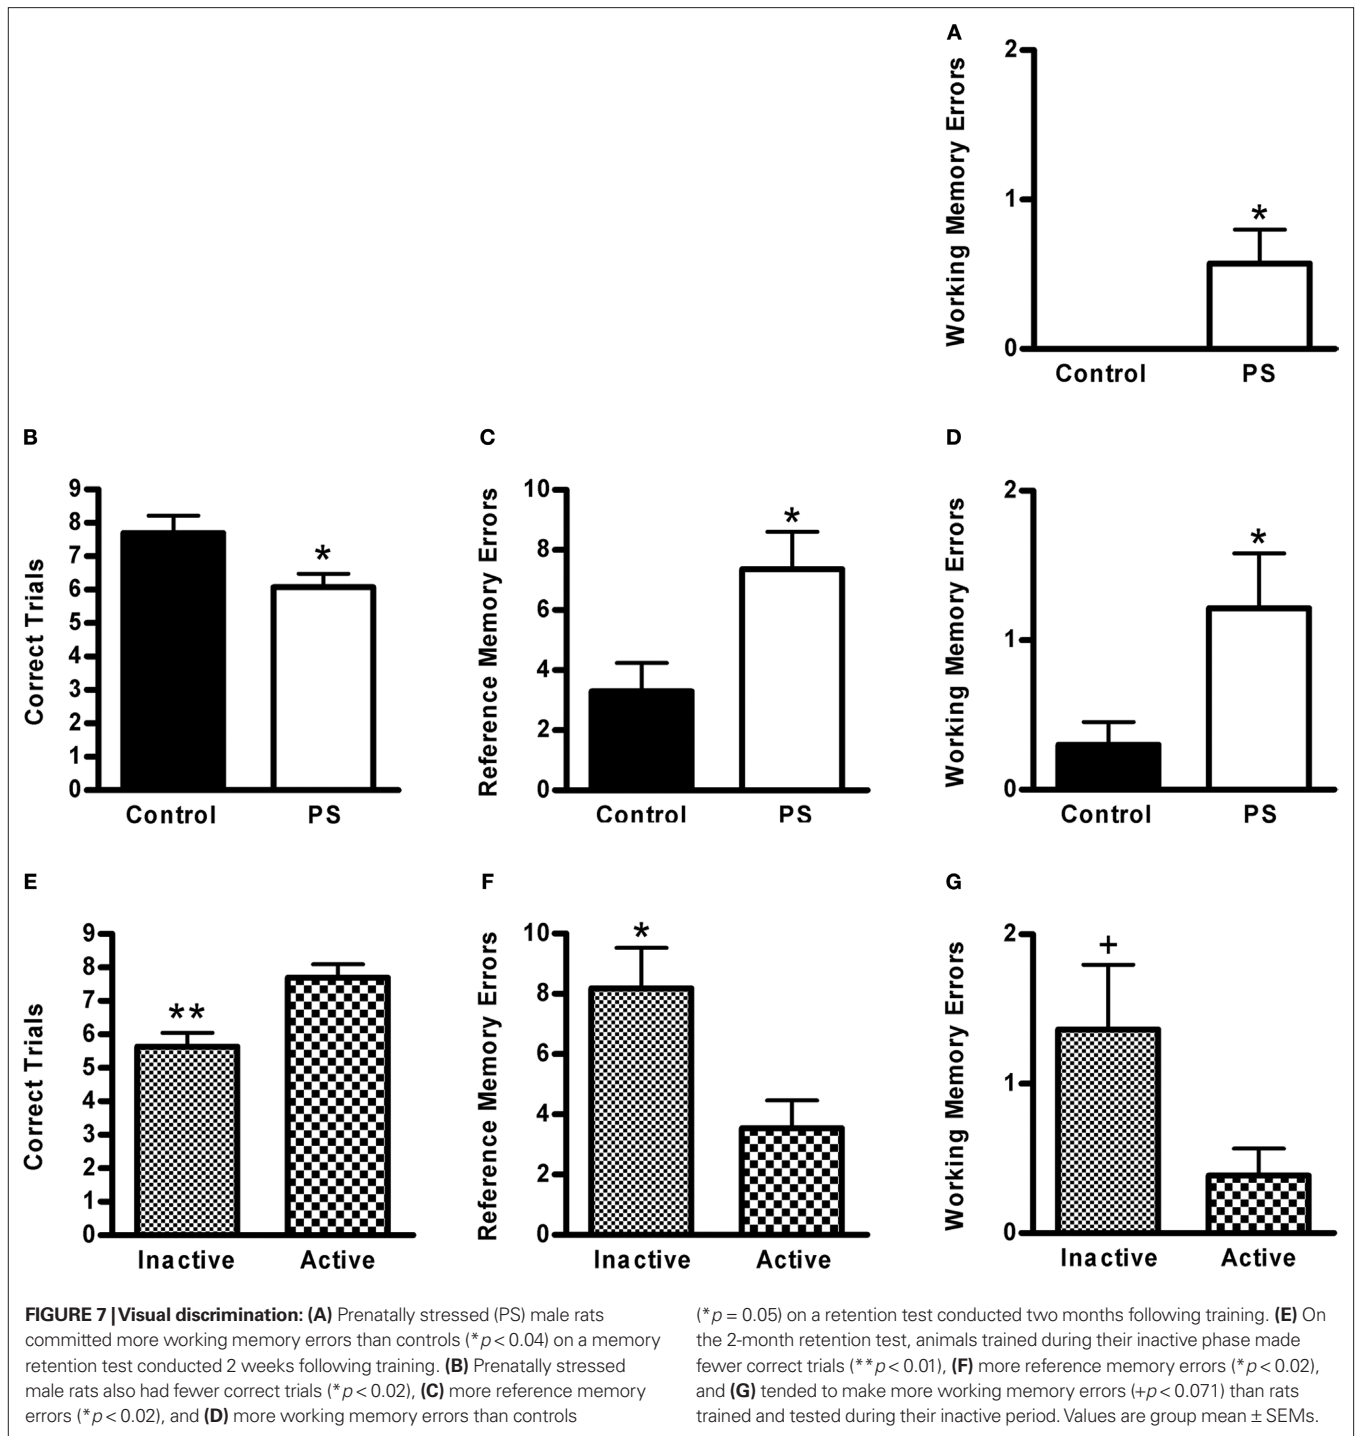 A
2
1
0
Working Memory Errors
*
Control PS
B
9
8
7
6
5
4
3
2
1
0
Correct Trials
*
Control PS
C
10
8
6
4
2
0
Reference Memory Errors
*
Control PS
D
2
1
0
Working Memory Errors
*
Control PS
E
9
8
7
6
5
4
3
2
1
0
Correct Trials
**
Inactive Active
F
10
8
6
4
2
0
Reference Memory Errors
*
Inactive Active
G
2
1
0
Working Memory Errors
+
Inactive Active
FIGURE 7 | Visual discrimination: (A) Prenatally stressed (PS) male rats
committed more working memory errors than controls (*p < 0.04) on a memory
retention test conducted 2 weeks following training. (B) Prenatally stressed
male rats also had fewer correct trials (*p < 0.02), (C) more reference memory
errors (*p < 0.02), and (D) more working memory errors than controls
(*p = 0.05) on a retention test conducted two months following training. (E) On
the 2-month retention test, animals trained during their inactive phase made
fewer correct trials (**p < 0.01), (F) more reference memory errors (*p < 0.02),
and (G) tended to make more working memory errors (+p < 0.071) than rats
trained and tested during their inactive period. Values are group mean ± SEMs.